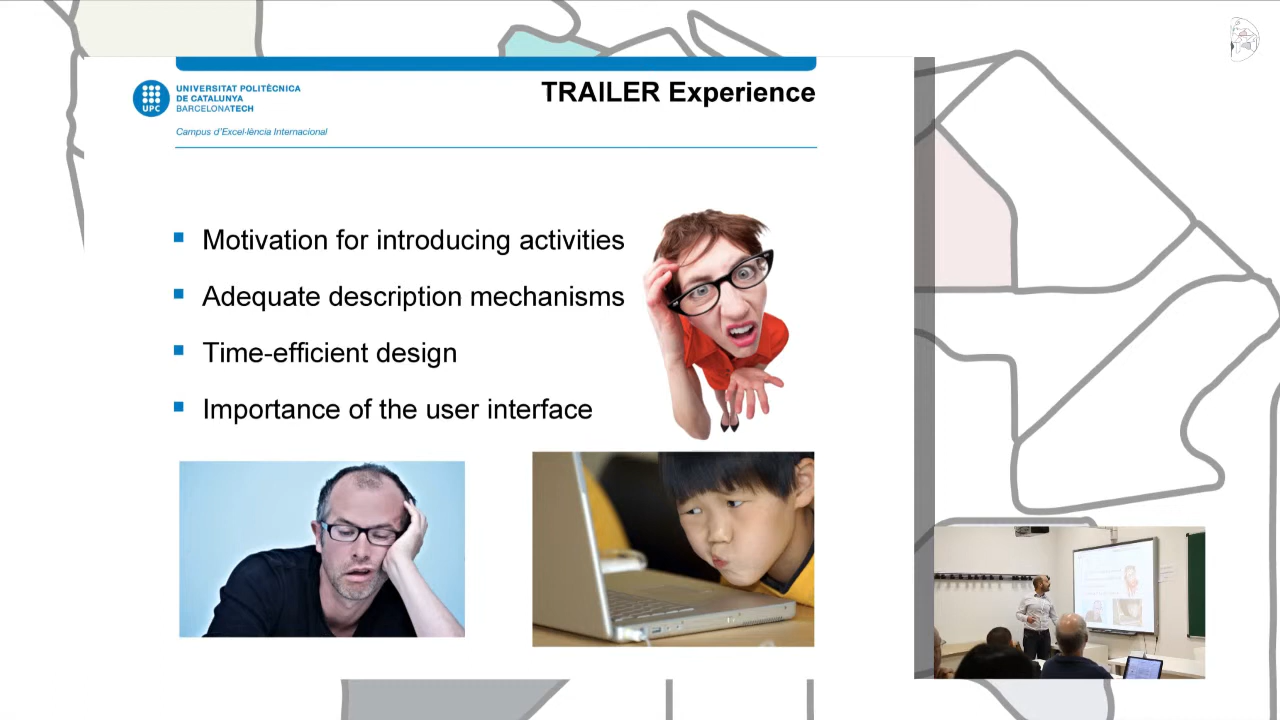 UNIVERSITAT POLITÈCNICA
DE CATALUNYA
BARCELONATECH
UPC
Campus d'Excel·lència Internacional
TRAILER Experience
Motivation for introducing activities
Adequate description mechanisms
Time-efficient design
Importance of the user interface